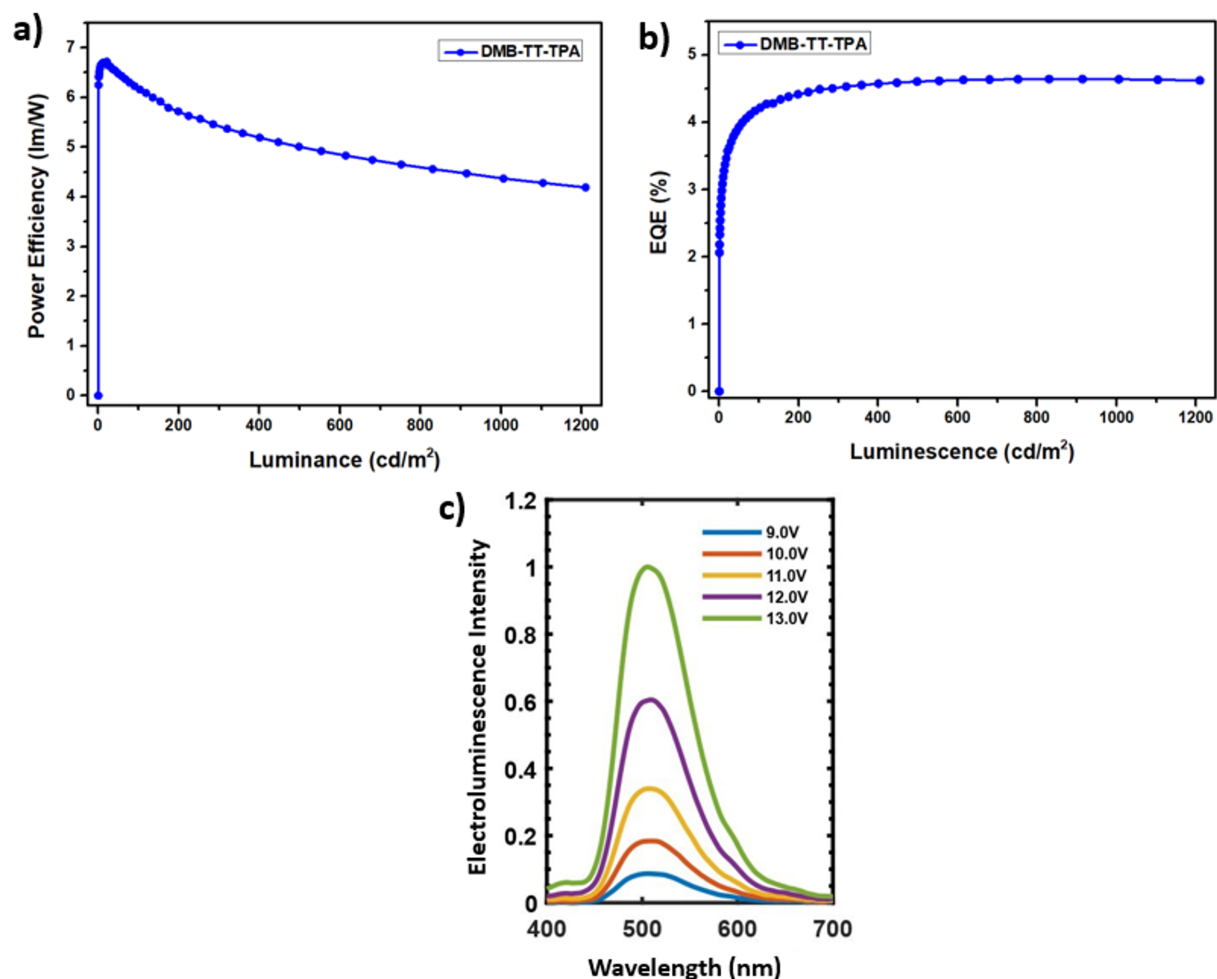 a)
DMB-TT-TPA
7
6
5
4
3
2
1
0
Power Efficiency (lm/W)
0 200 400 600 800 1000 1200
Luminance (cd/m²)
b)
DMB-TT-TPA
5
4
3
2
1
0
EQE (%)
0 200 400 600 800 1000 1200
Luminescence (cd/m²)
c)
1.2
1
0.8
0.6
0.4
0.2
0
Electroluminescence Intensity
9.0V
10.0V
11.0V
12.0V
13.0V
400 500 600 700
Wavelength (nm)